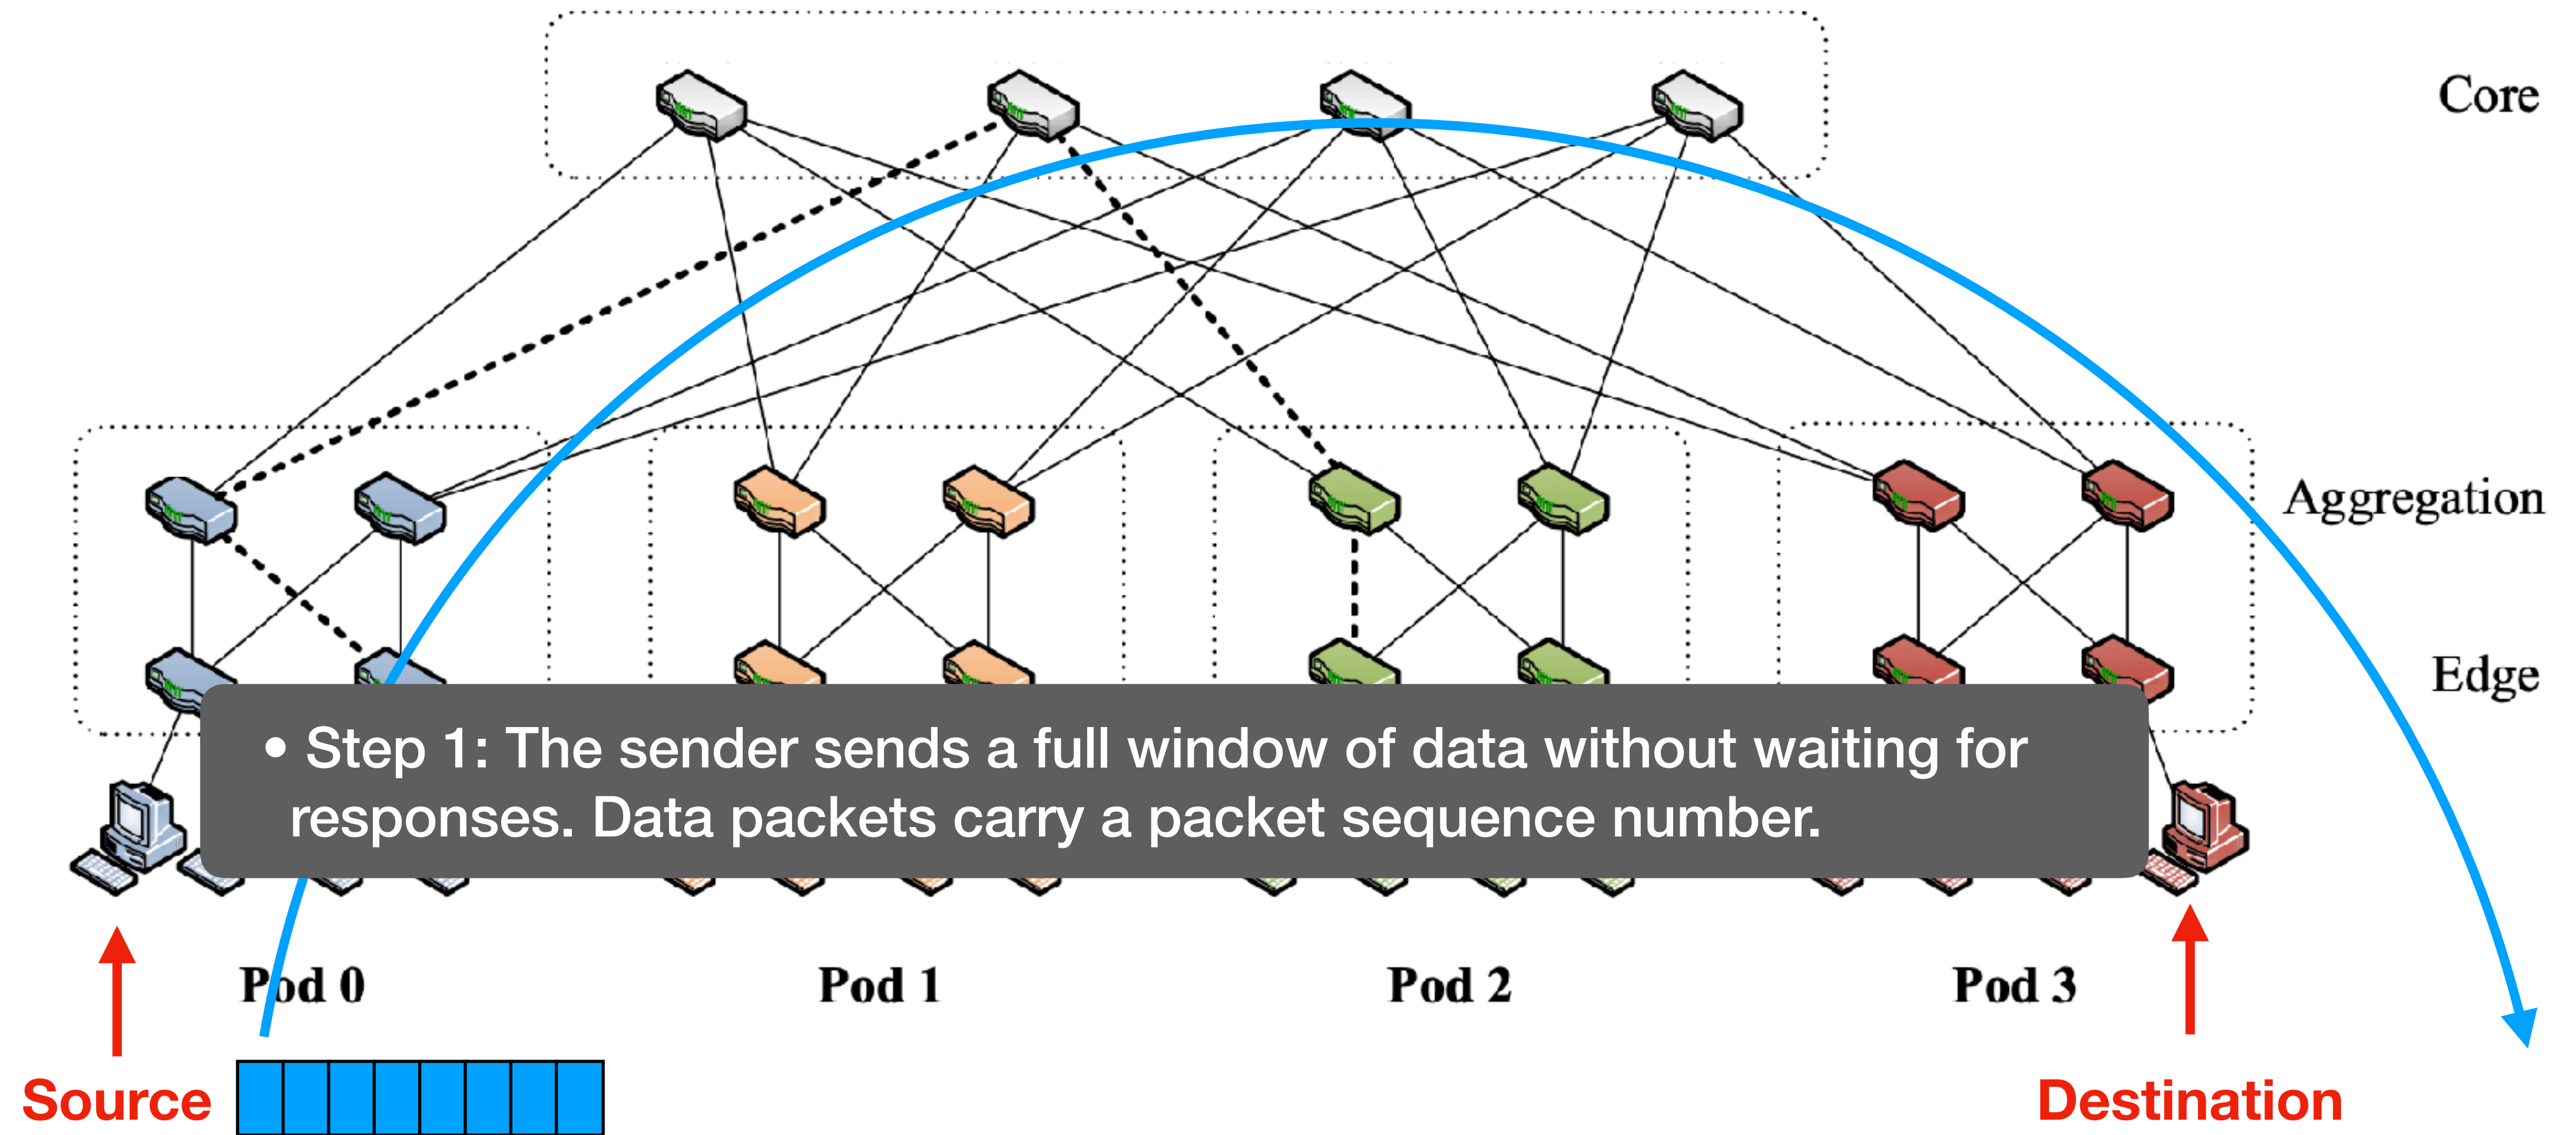 Core
Aggregation
Edge
• Step 1: The sender sends a full window of data without waiting for
responses. Data packets carry a packet sequence number.
Pod 0
Pod 1
Pod 2
Pod 3
Source
Destination